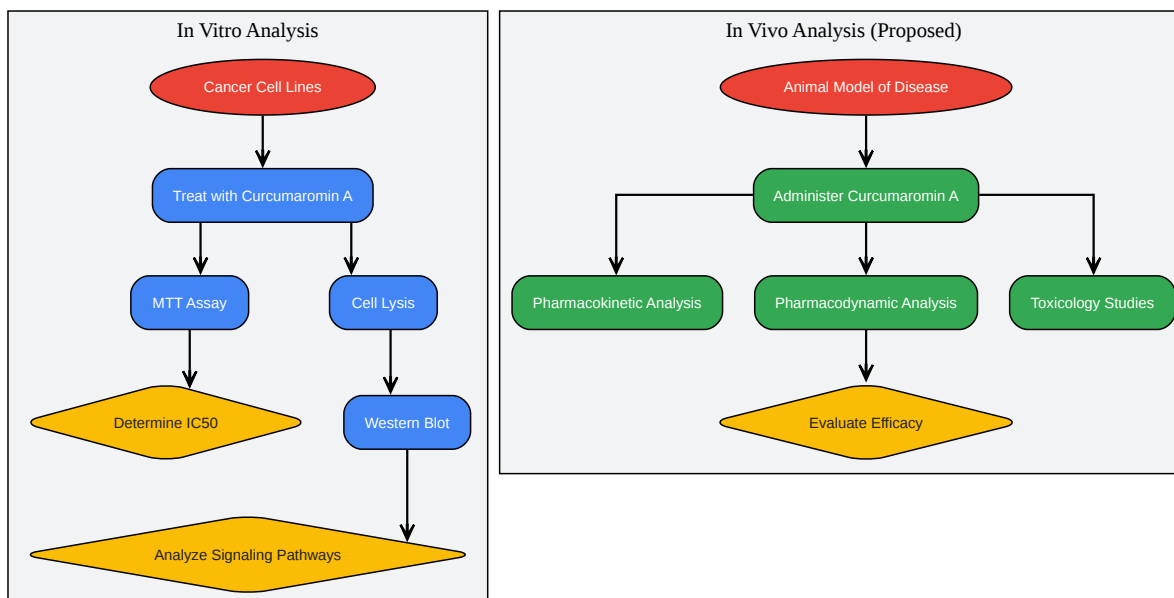 In Vitro Analysis
Cancer Cell Lines
Treat with Curcumaromin A
MTT Assay
Cell Lysis
Determine IC50
Western Blot
Analyze Signaling Pathways
In Vivo Analysis (Proposed)
Animal Model of Disease
Administer Curcumaromin A
Pharmacokinetic Analysis
Pharmacodynamic Analysis
Toxicology Studies
Evaluate Efficacy